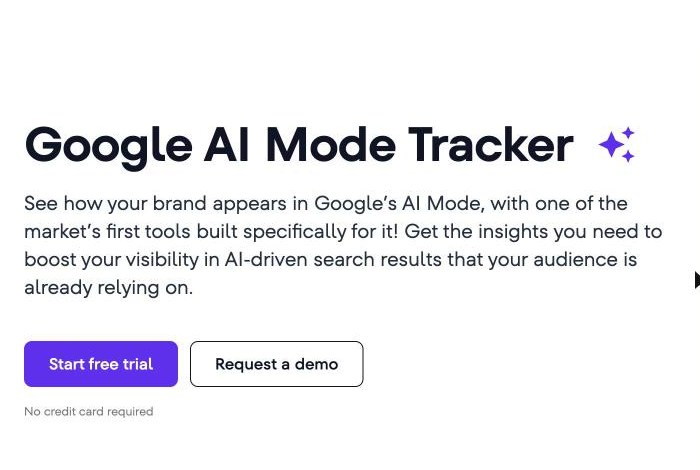 Google AI Mode Tracker
See how your brand appears in Google’s AI Mode, with one of the
market’s first tools built specifically for it! Get the insights you need to
boost your visibility in AI-driven search results that your audience is
already relying on.
Start free trial
Request a demo
No credit card required